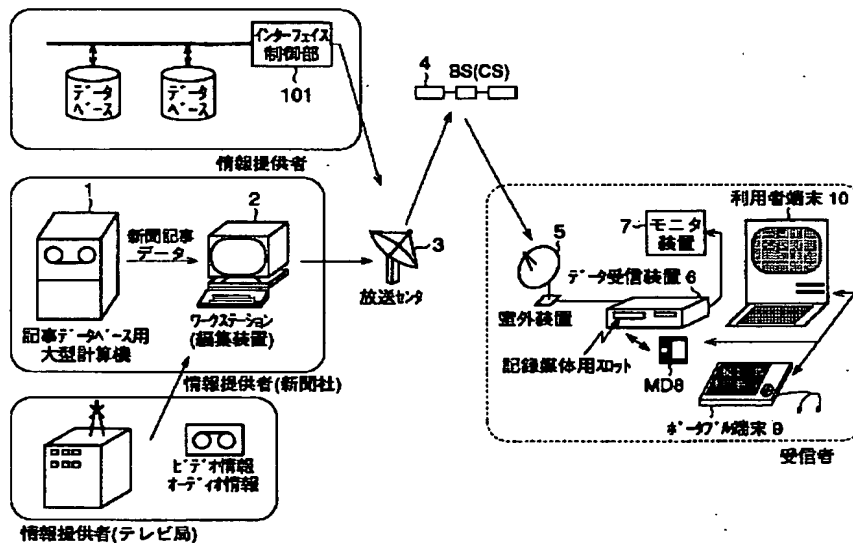 インターフェイス
制御部
101
データ
ベース
データ
ベース
情報提供者
4
BS(CS)
1
新聞記事
データ
2
記事データベース用
大型計算機
ワークステーション
(編集装置)
情報提供者(新聞社)
3
放送センタ
ビデオ情報
オーディオ情報
情報提供者(テレビ局)
5
室外装置
7
モニタ
装置
データ受信装置 6
記録媒体用スロット
MD8
利用者端末 10
ポータブル端末 9
受信者